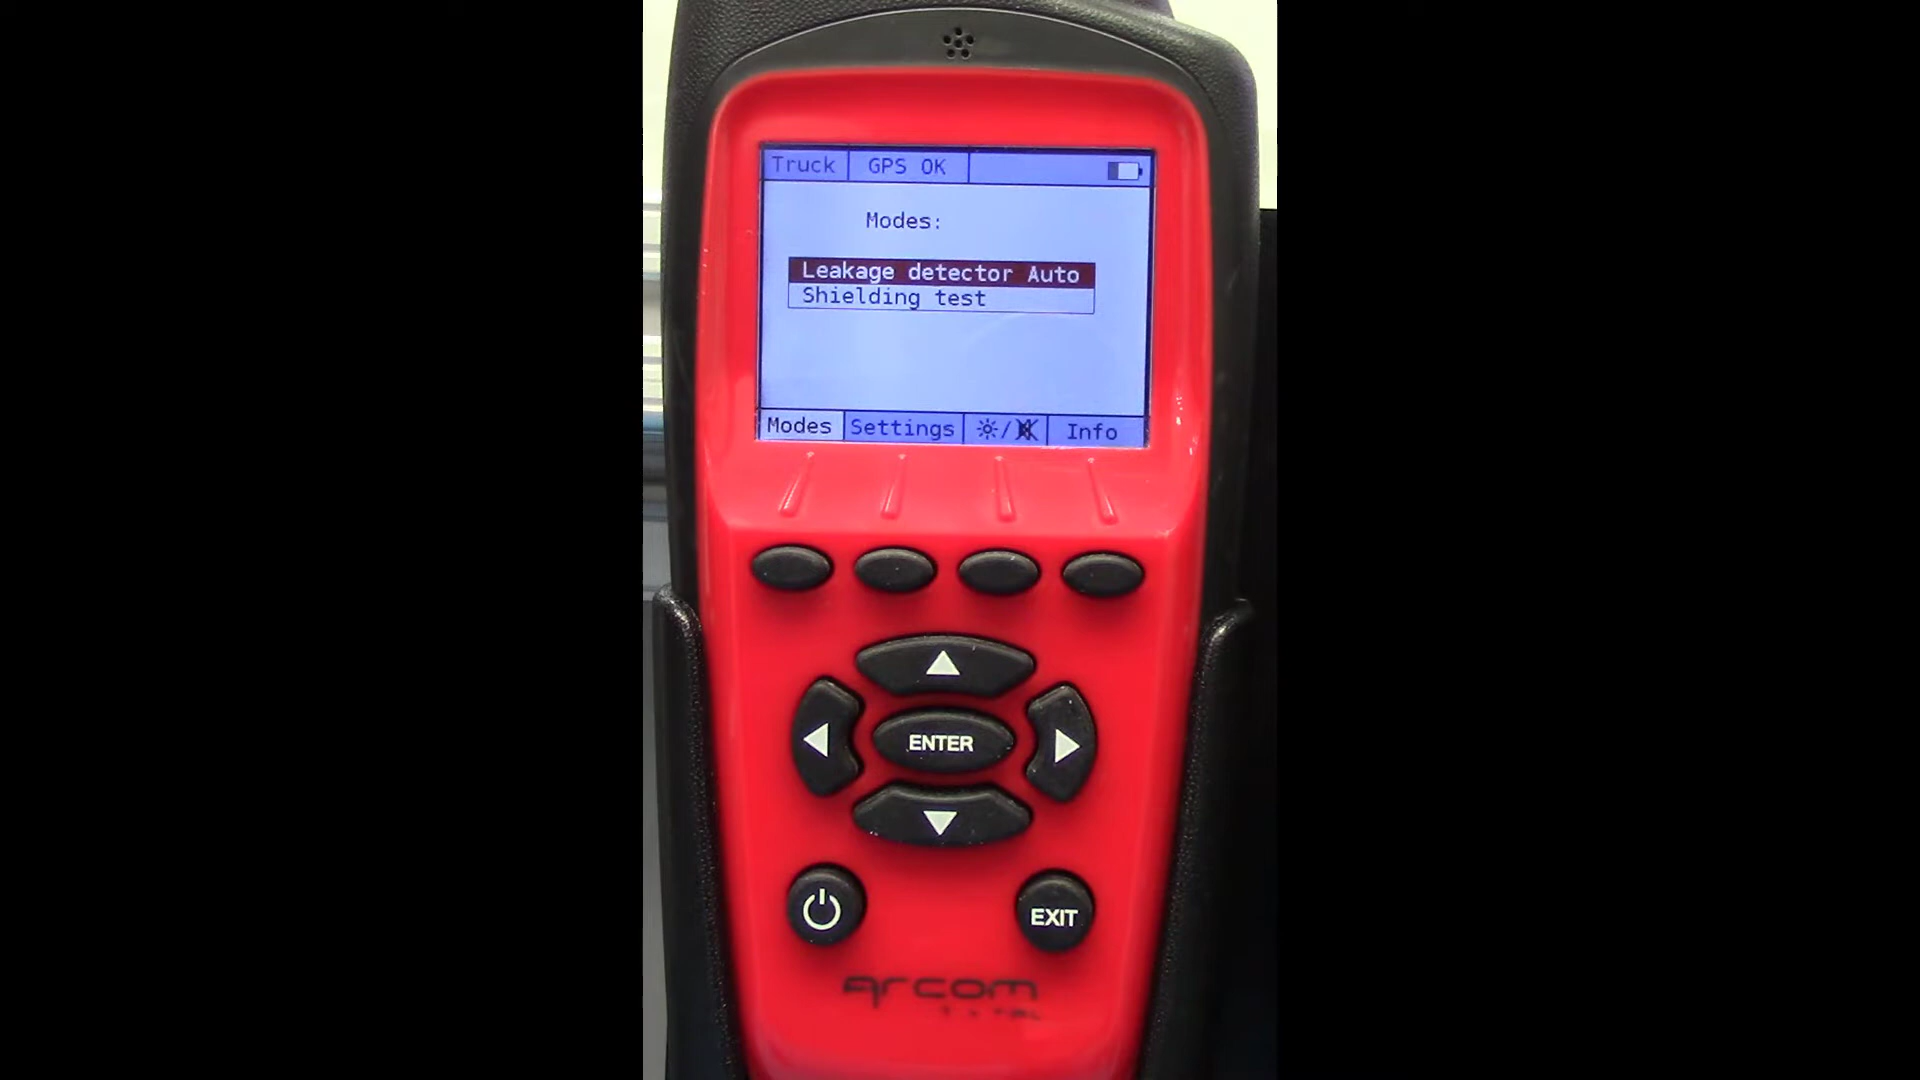 Truck GPS OK
Modes:
Leakage detector Auto
Shielding test
Modes Settings / Info
ENTER
EXIT
arcom